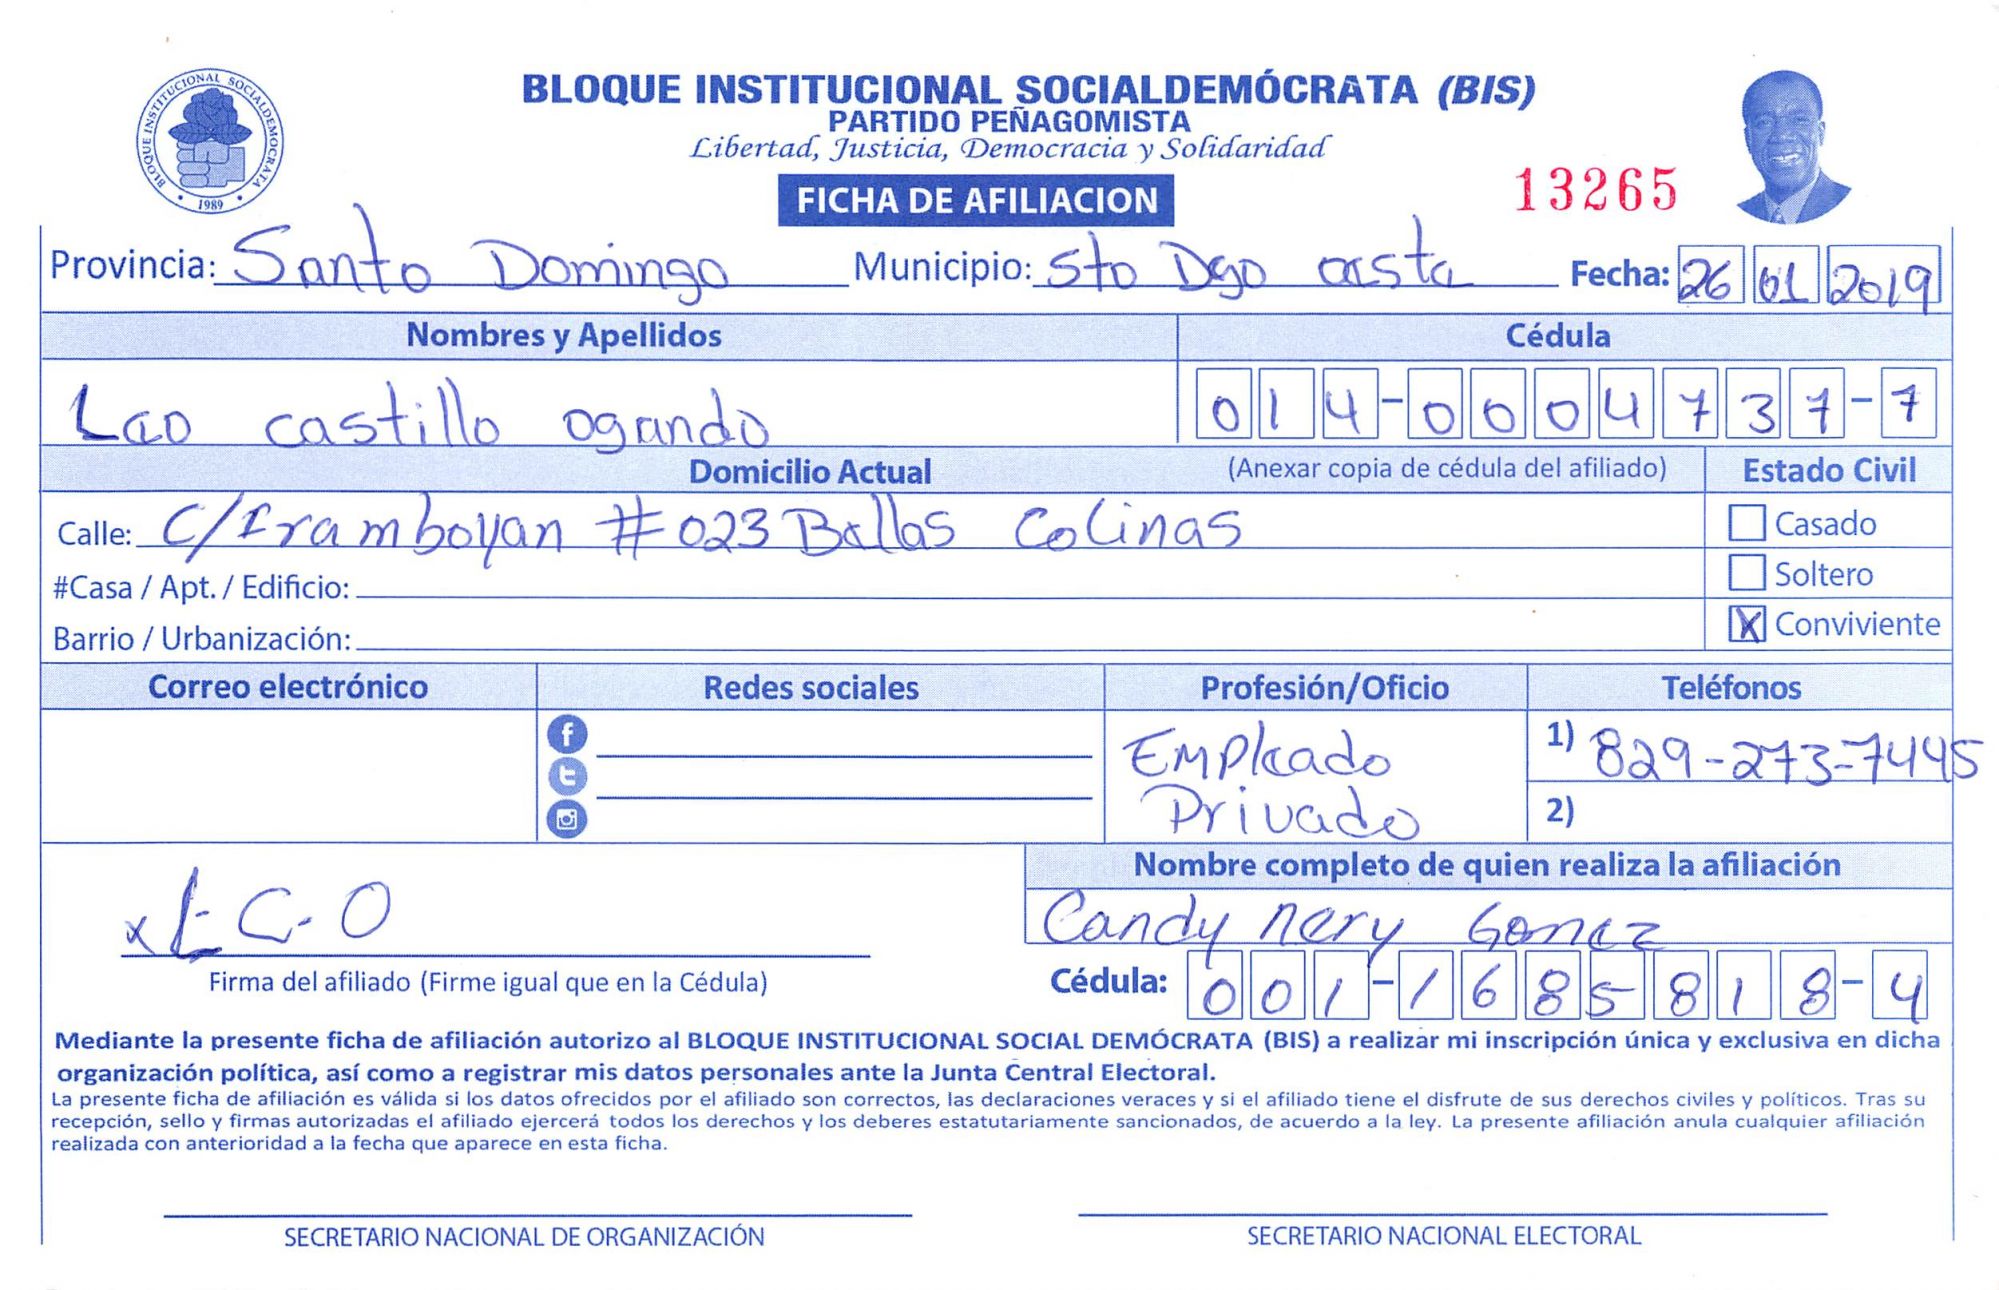 BLOQUE INSTITUCIONAL SOCIALDEMOCRATA
1989
BLOQUE INSTITUCIONAL SOCIALDEMÓCRATA (BIS)
PARTIDO PEÑAGOMISTA
Libertad, Justicia, Democracia y Solidaridad
FICHA DE AFILIACION
13265
Provincia: Santo Domingo Municipio: Sto Dgo oeste Fecha: 26 01 2019
Nombres y Apellidos Cédula
Leo castillo ogando 014-0004737-7
Domicilio Actual (Anexar copia de cédula del afiliado) Estado Civil
Calle: C/Framboyan #023 Bellas Colinas
Casado
#Casa / Apt. / Edificio:
Soltero
Barrio / Urbanización:
X Conviviente
Correo electrónico Redes sociales Profesión/Oficio Teléfonos
Empleado 1) 829-273-7445
Privado 2)
Nombre completo de quien realiza la afiliación
x L-C-O Candy nery Gomez
Firma del afiliado (Firme igual que en la Cédula) Cédula: 001-1685818-4
Mediante la presente ficha de afiliación autorizo al BLOQUE INSTITUCIONAL SOCIAL DEMÓCRATA (BIS) a realizar mi inscripción única y exclusiva en dicha
organización política, así como a registrar mis datos personales ante la Junta Central Electoral.
La presente ficha de afiliación es válida si los datos ofrecidos por el afiliado son correctos, las declaraciones veraces y si el afiliado tiene el disfrute de sus derechos civiles y políticos. Tras su
recepción, sello y firmas autorizadas el afiliado ejercerá todos los derechos y los deberes estatutariamente sancionados, de acuerdo a la ley. La presente afiliación anula cualquier afiliación
realizada con anterioridad a la fecha que aparece en esta ficha.
SECRETARIO NACIONAL DE ORGANIZACIÓN SECRETARIO NACIONAL ELECTORAL